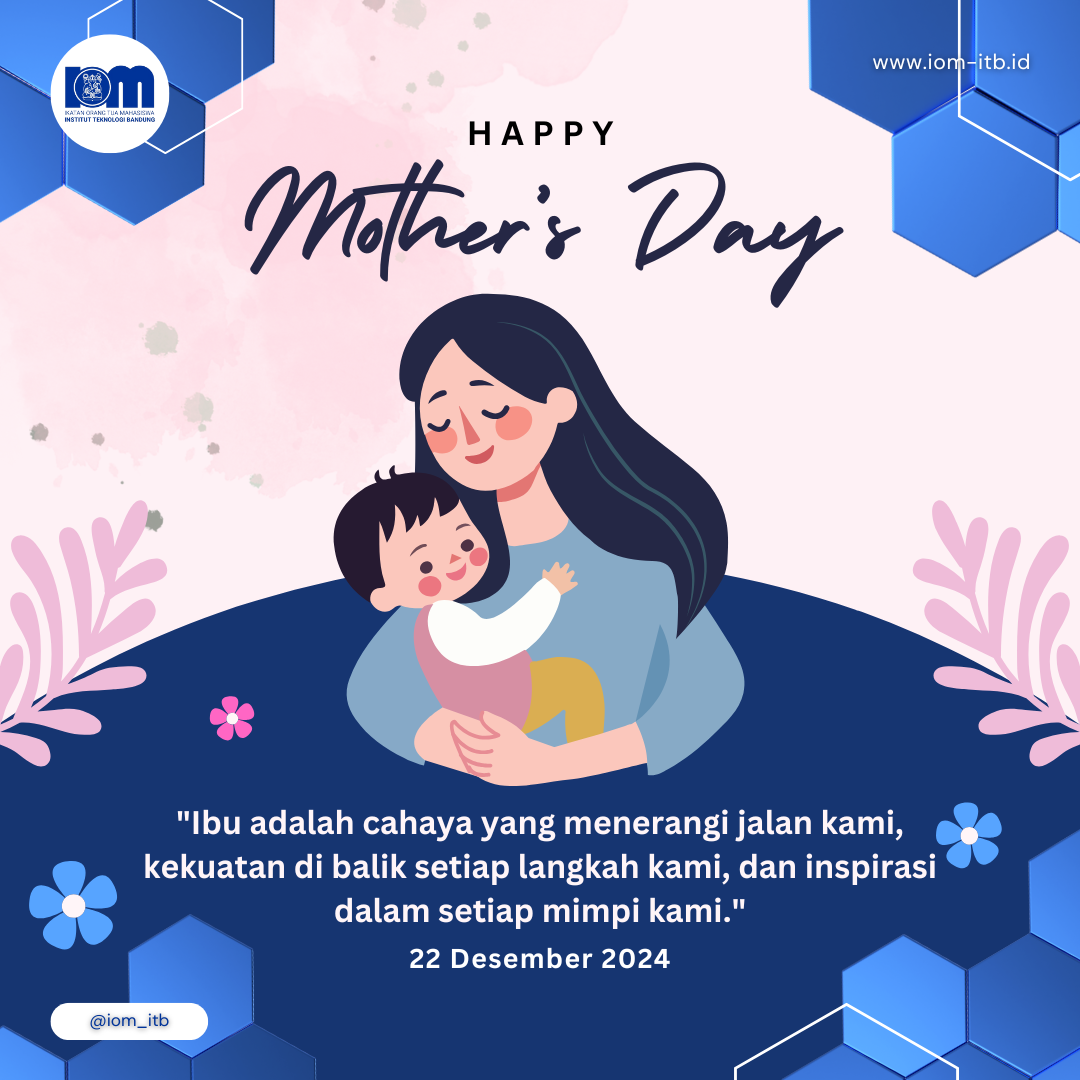 iom
IKATAN ORANG TUA MAHASISWA
INSTITUT TEKNOLOGI BANDUNG
www.iom-itb.id
HAPPY
Mother's Day
"Ibu adalah cahaya yang menerangi jalan kami,
kekuatan di balik setiap langkah kami, dan inspirasi
dalam setiap mimpi kami."
22 Desember 2024
@iom_itb